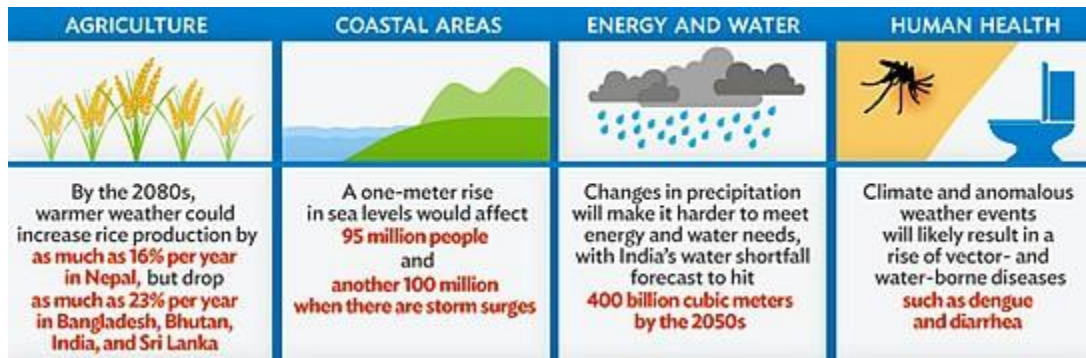 AGRICULTURE
By the 2080s,
warmer weather could
increase rice production by
as much as 16% per year
in Nepal, but drop
as much as 23% per year
in Bangladesh, Bhutan,
India, and Sri Lanka
COASTAL AREAS
A one-meter rise
in sea levels would affect
95 million people
and
another 100 million
when there are storm surges
ENERGY AND WATER
Changes in precipitation
will make it harder to meet
energy and water needs,
with India's water shortfall
forecast to hit
400 billion cubic meters
by the 2050s
HUMAN HEALTH
Climate and anomalous
weather events
will likely result in a
rise of vector- and
water-borne diseases
such as dengue
and diarrhea